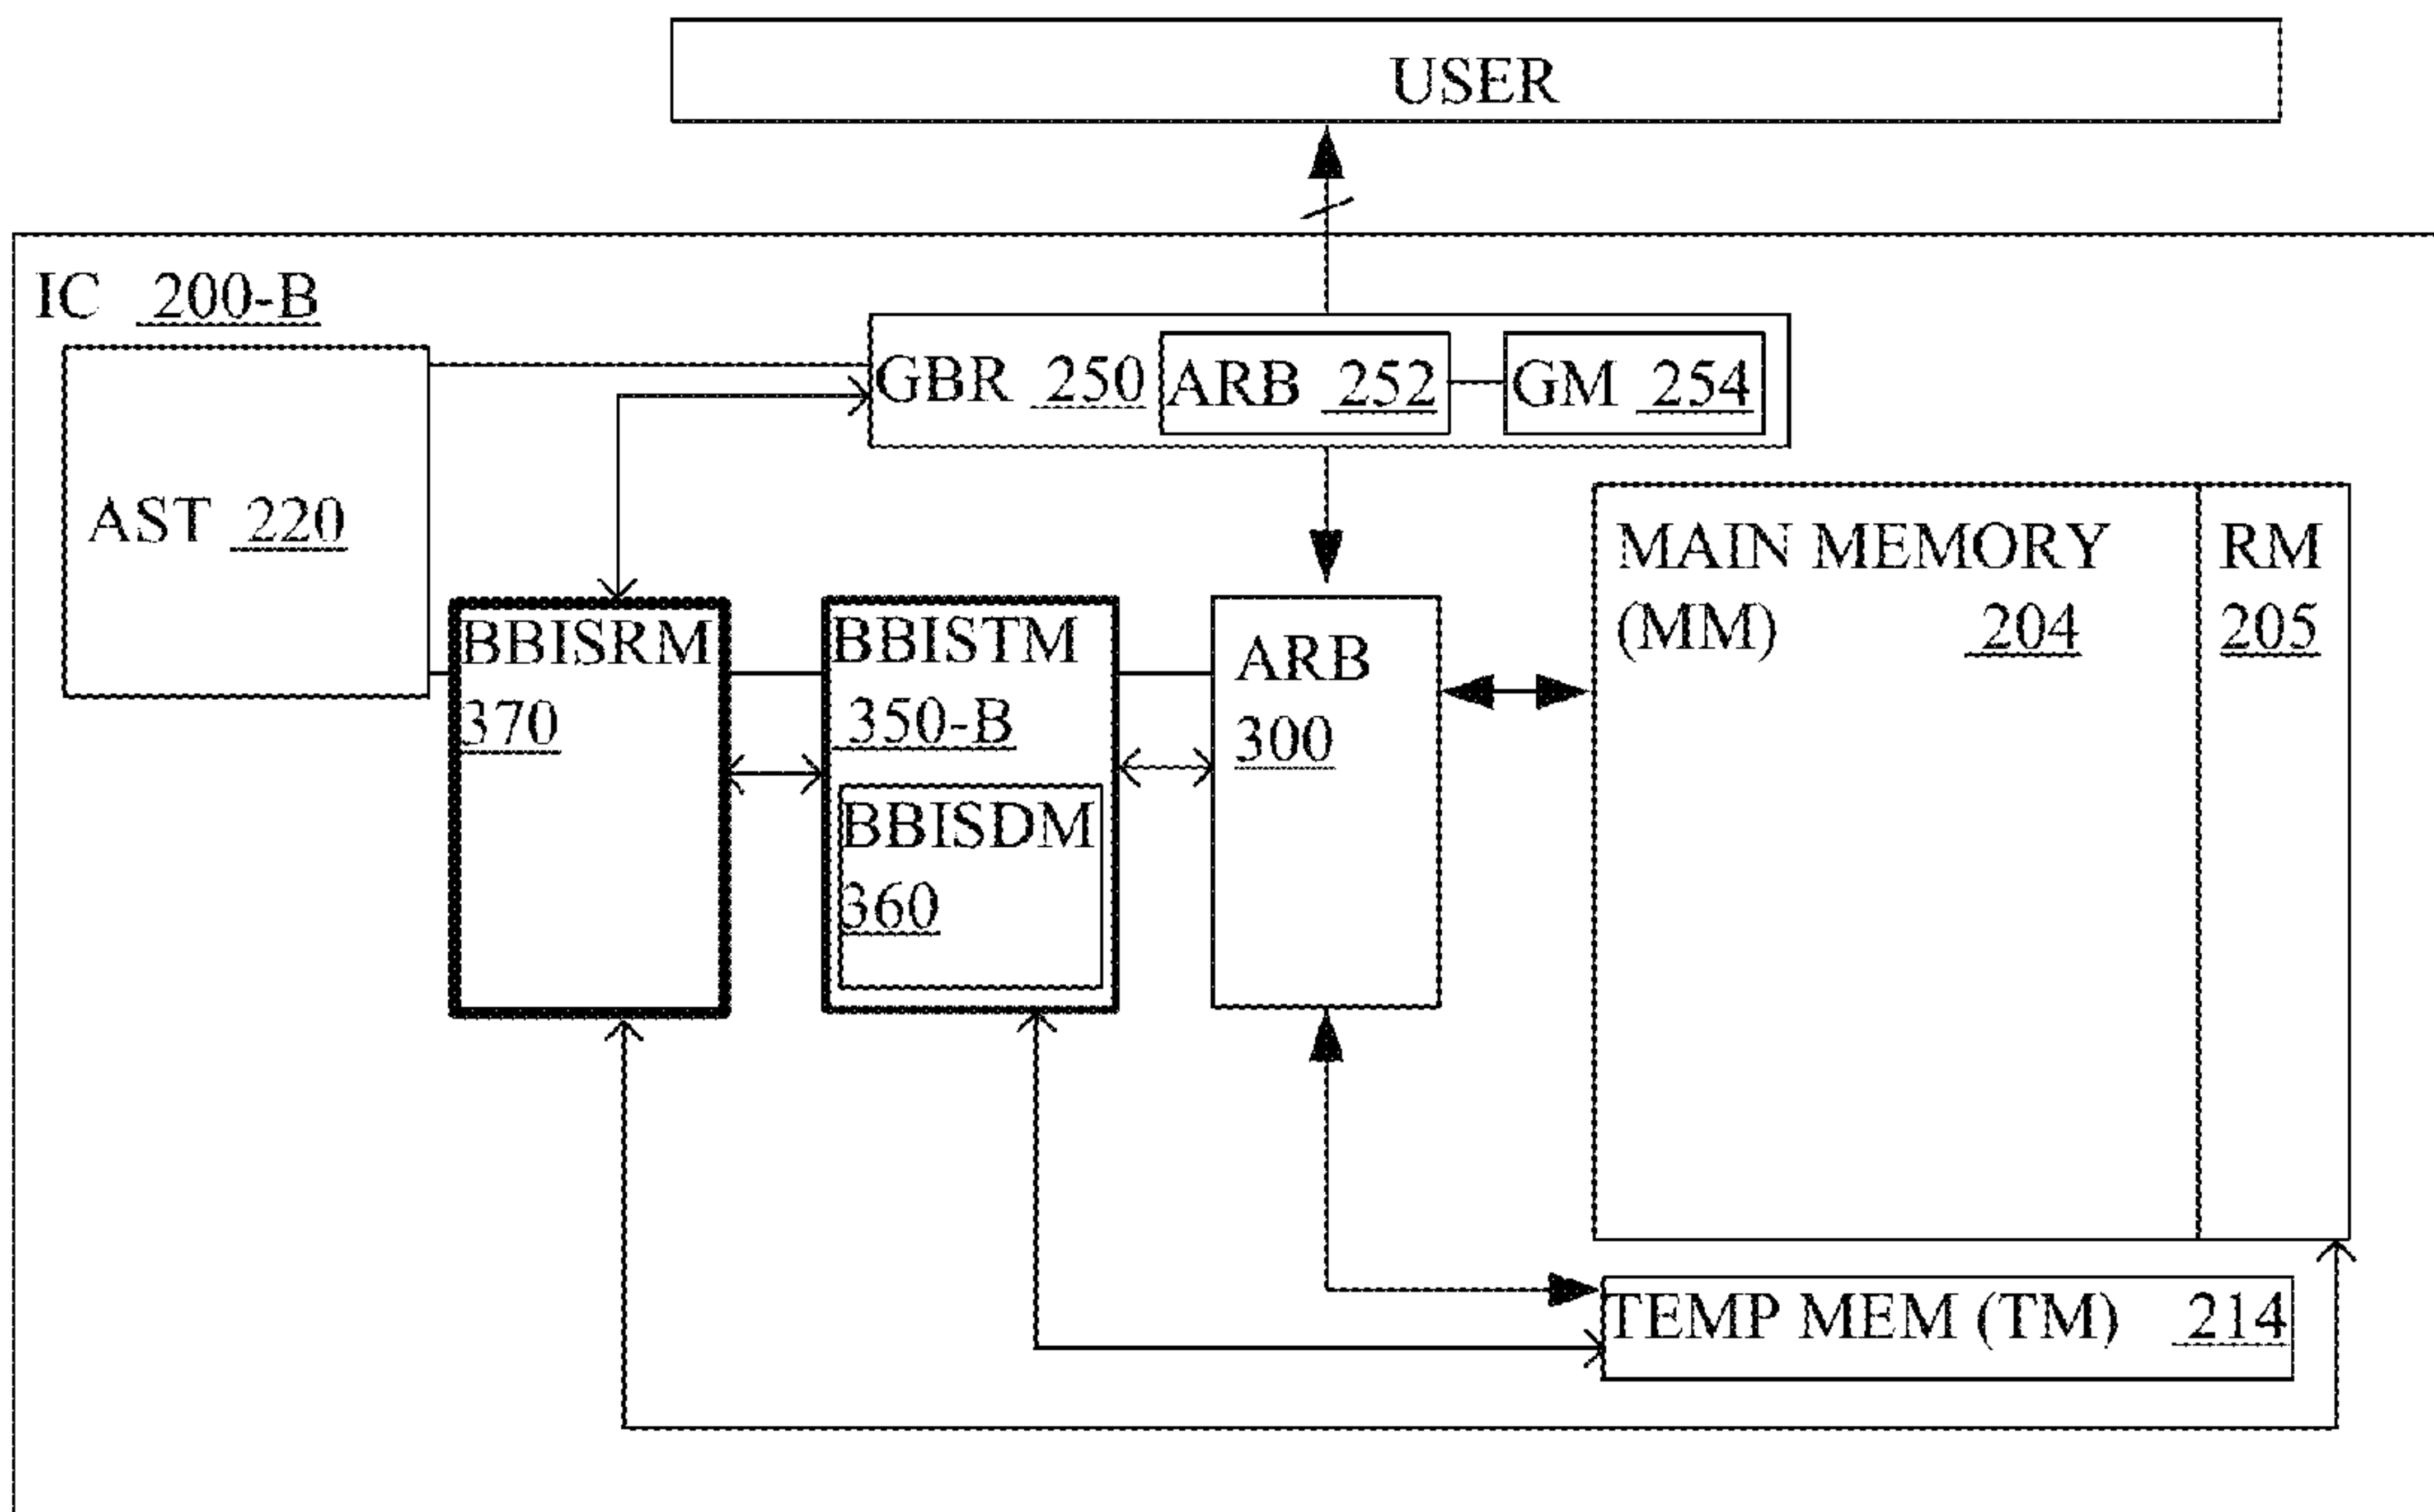 USER
IC 200-B
GBR 250 ARB 252 GM 254
AST 220
MAIN MEMORY
(MM) 204
RM
205
BBISRM
370
BBISTM
350-B
BBISDM
360
ARB
300
TEMP MEM (TM) 214